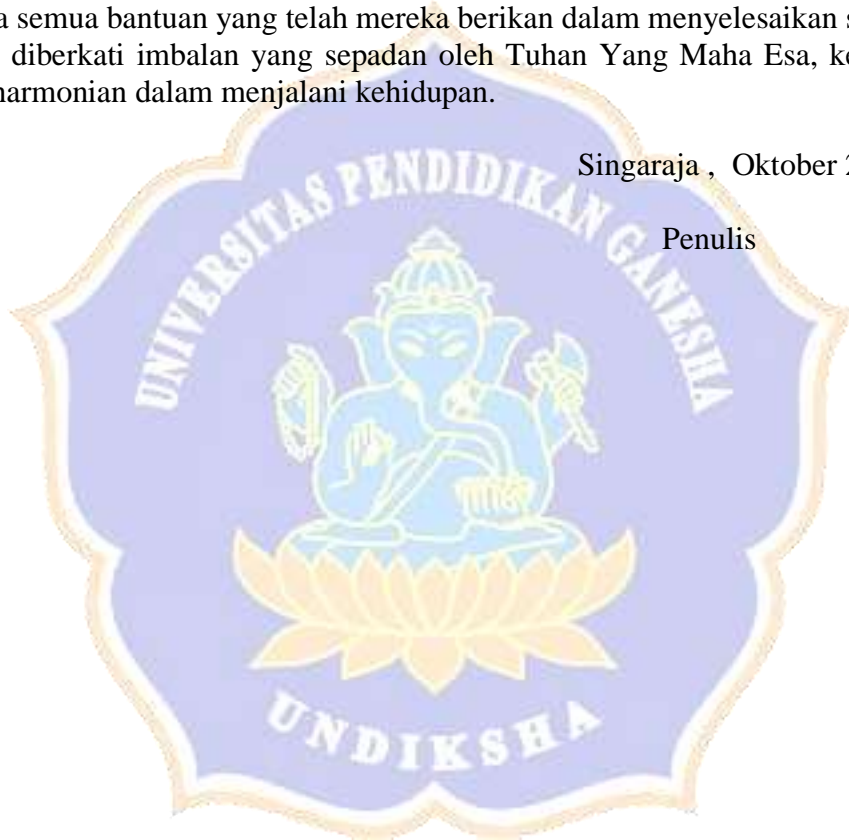 a semua bantuan yang telah mereka berikan dalam menyelesaikan s
diberkati imbalan yang sepadan oleh Tuhan Yang Maha Esa, ke
harmonian dalam menjalani kehidupan.
Singaraja , Oktober 2
Penulis
UNIVERSITAS PENDIDIKAN GANESHA
UNDIKSHA